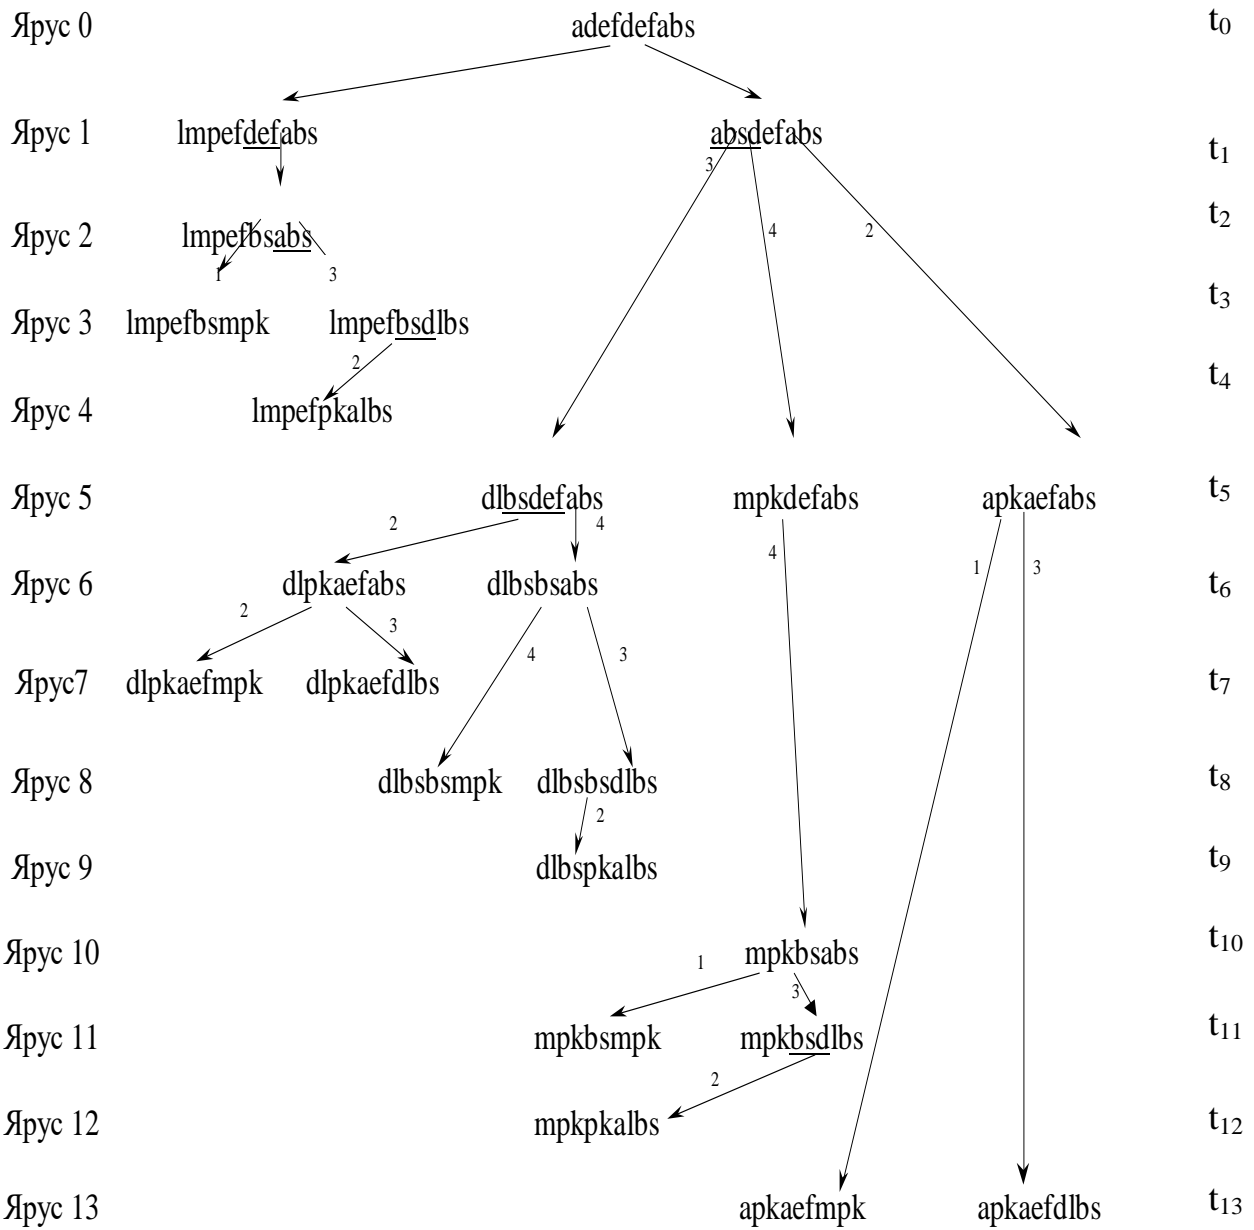 Ярус 0 adefdefabs t0
Ярус 1 lmpefdefabs absdefabs t1
3
Ярус 2 lmpefbsabs 4 2 t2
1 3
Ярус 3 lmpefbsmpk lmpefbsdlbs t3
2
Ярус 4 lmpefpkalbs t4
Ярус 5 dlbsdefabs mpkdefabs apkaefabs t5
2 4 4 1 3
Ярус 6 dlpkaefabs dlbsbsabs t6
2 3 4 3
Ярус7 dlpkaefmpk dlpkaefdlbs t7
Ярус 8 dlbsbsmpk dlbsbsdlbs t8
2
Ярус 9 dlbspkalbs t9
Ярус 10 mpkbsabs t10
1 3
Ярус 11 mpkbsmpk mpkbsdlbs t11
2
Ярус 12 mpkpkalbs t12
Ярус 13 apkaefmpk apkaefdlbs t13